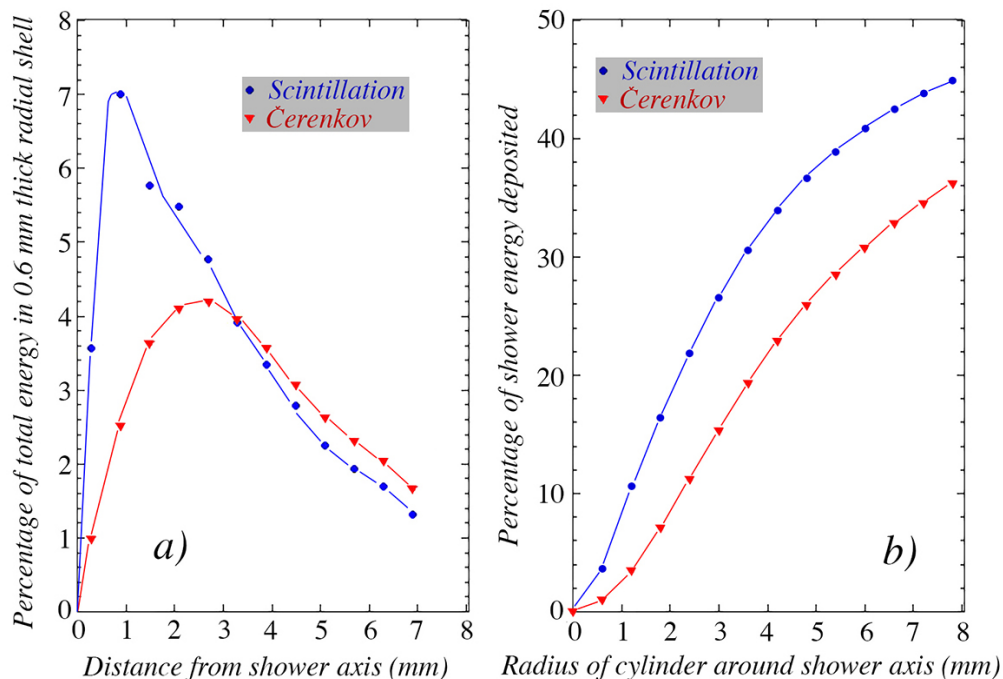 Percentage of total energy in 0.6 mm thick radial shell
8
7
6
5
4
3
2
1
0
Scintillation
Čerenkov
a)
0 1 2 3 4 5 6 7 8
Distance from shower axis (mm)
Percentage of shower energy deposited
50
40
30
20
10
0
Scintillation
Čerenkov
b)
0 1 2 3 4 5 6 7 8
Radius of cylinder around shower axis (mm)